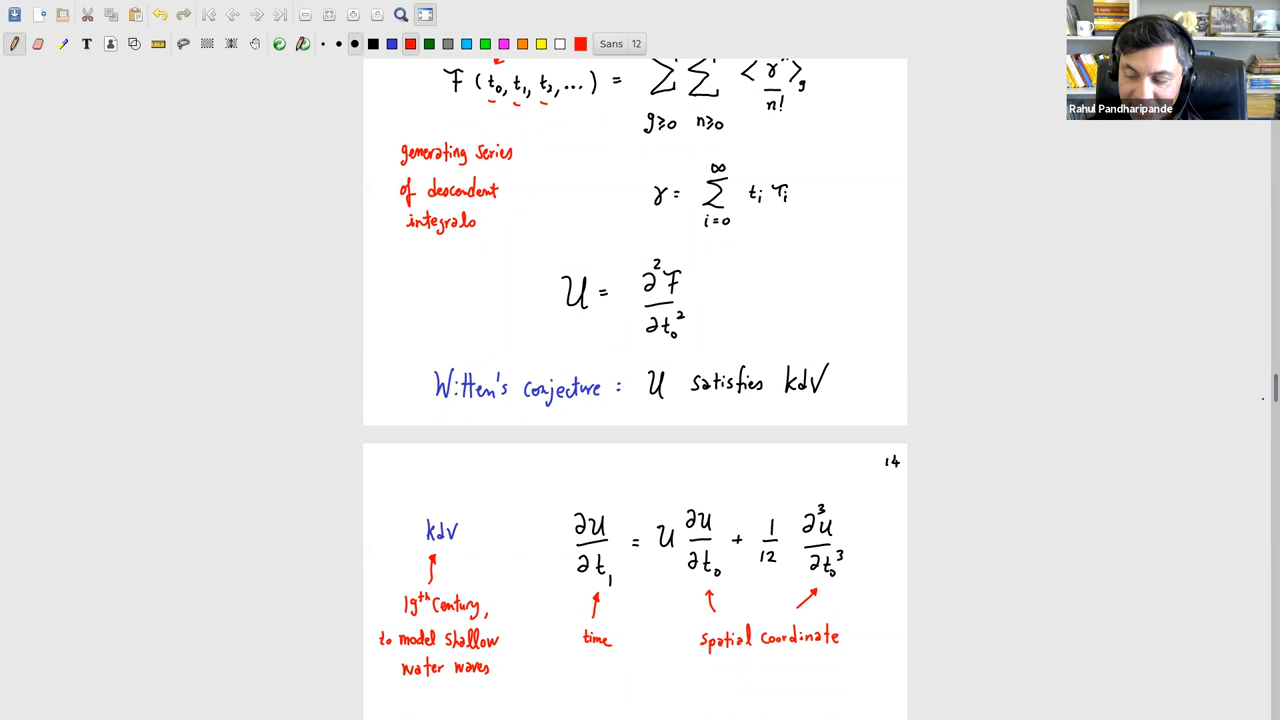 Sans 12
Rahul Pandharipande
F (t₀, t₁, t₂, ...) = Σ g≥0 Σ n≥0 <γⁿ/n!>g
generating series
of descendent
integrals
γ = Σ i=0 ∞ tᵢ τᵢ
U = ∂²F/∂t₀²
Witten's conjecture : U satisfies kdV
14
kdV
∂U/∂t₁ = U ∂U/∂t₀ + 1/12 ∂³U/∂t₀³
19th Century,
to model shallow
water waves
time
spatial coordinate